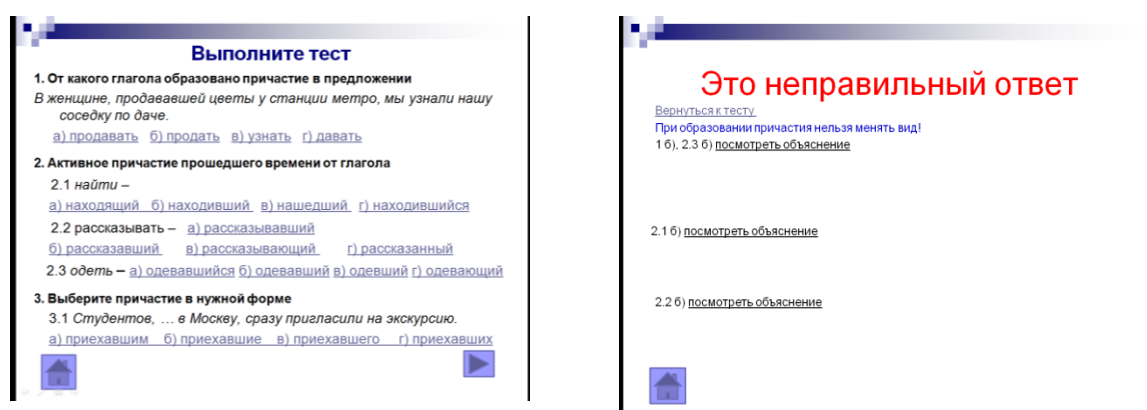 Выполните тест
1. От какого глагола образовано причастие в предложении
В женщине, продававшей цветы у станции метро, мы узнали нашу
соседку по даче.
а) продавать б) продать в) узнать г) давать
2. Активное причастие прошедшего времени от глагола
2.1 найти –
а) находящий б) находивший в) нашедший г) находившийся
2.2 рассказывать – а) рассказывавший
б) рассказавший в) рассказывающий г) рассказанный
2.3 одеть – а) одевавшийся б) одевавший в) одевший г) одевающий
3. Выберите причастие в нужной форме
3.1 Студентов, … в Москву, сразу пригласили на экскурсию.
а) приехавшим б) приехавшие в) приехавшего г) приехавших
Это неправильный ответ
Вернуться к тесту
При образовании причастия нельзя менять вид!
1 б), 2.3 б) посмотреть объяснение
2.1 б) посмотреть объяснение
2.2 б) посмотреть объяснение